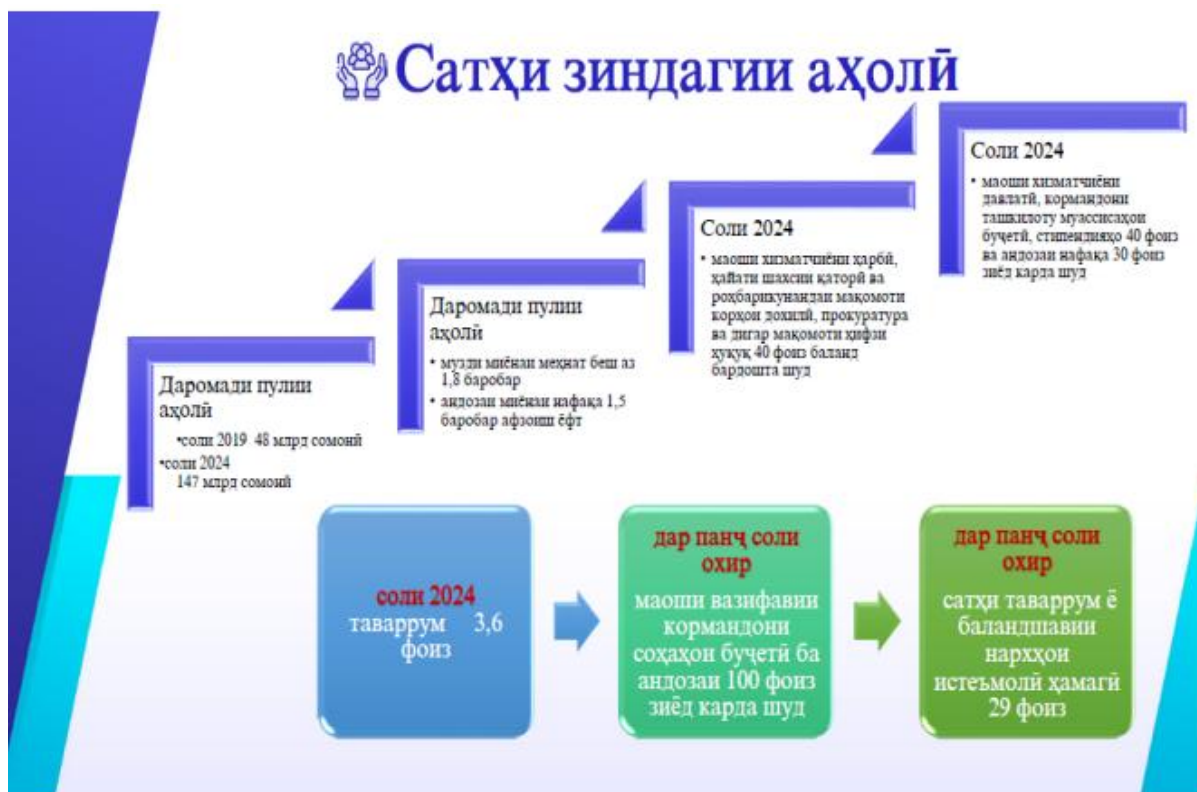 Сатҳи зиндагии аҳолӣ
Даромади пулии
аҳолӣ
•соли 2019 48 млрд сомонӣ
•соли 2024
147 млрд сомонӣ
Даромади пулии
аҳолӣ
• музди миёнаи меҳнат беш аз
1,8 баробар
• андозаи миёнаи нафақа 1,5
баробар афзоиш ёфт
Соли 2024
• маоши хизматчиёни ҳарбӣ,
ҳайати шахсии қаторӣ ва
роҳбарикунандаи мақомоти
корҳои дохилӣ, прокуратура
ва дигар мақомоти ҳифзи
ҳуқуқ 40 фоиз баланд
бардошта шуд
Соли 2024
• маоши хизматчиёни
давлатӣ, кормандони
ташкилоту муассисаҳои
буҷетӣ, стипендияҳо 40 фоиз
ва андозаи нафақа 30 фоиз
зиёд карда шуд
соли 2024
таваррум 3,6
фоиз
дар панҷ соли
охир
маоши вазифавии
кормандони
соҳаҳои буҷетӣ ба
андозаи 100 фоиз
зиёд карда шуд
дар панҷ соли
охир
сатҳи таваррум ё
баландшавии
нархҳои
истеъмолӣ ҳамагӣ
29 фоиз